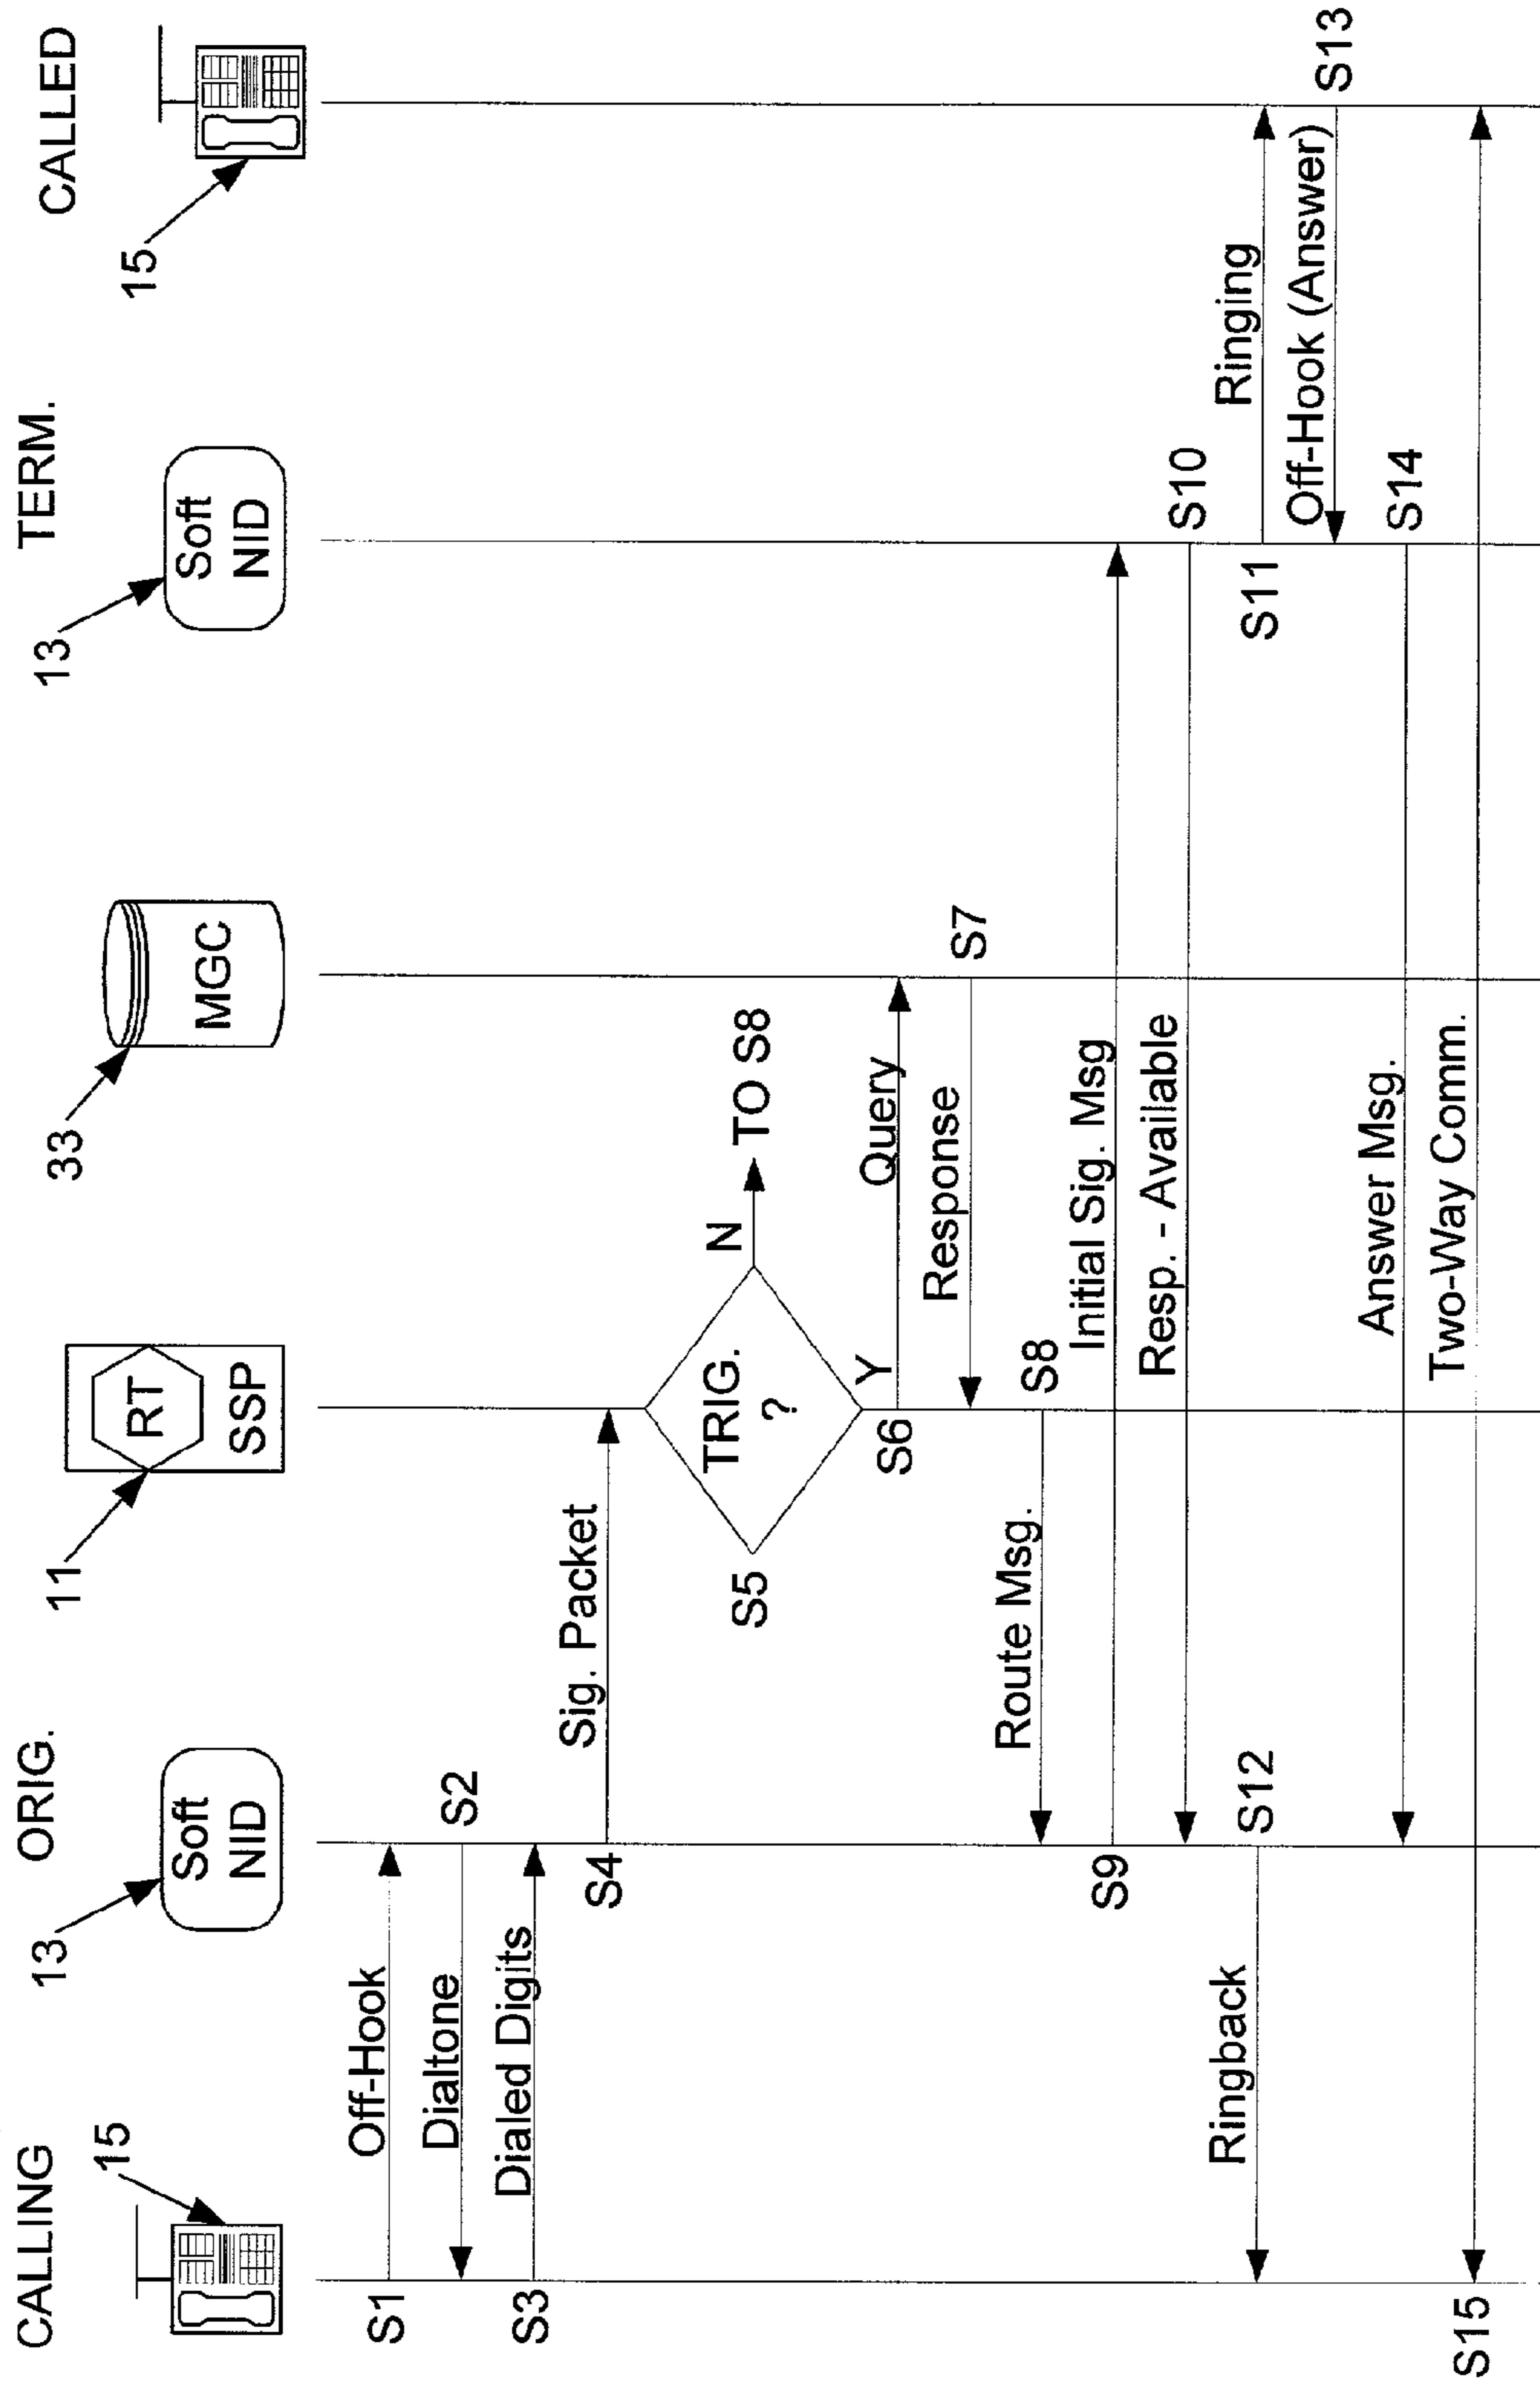 CALLING
ORIG.
TERM.
CALLED
15
13
11
33
13
15
Soft
NID
RT
SSP
MGC
Soft
NID
S1
Off-Hook
Dialtone
S2
S3
Dialed Digits
S4
Sig. Packet
S5
TRIG.
?
N
TO S8
Y
S6
Query
Response
S7
Route Msg.
S8
S9
Initial Sig. Msg
Resp. - Available
S10
S12
Ringback
S11
Ringing
Off-Hook (Answer)
S13
Answer Msg.
S14
S15
Two-Way Comm.